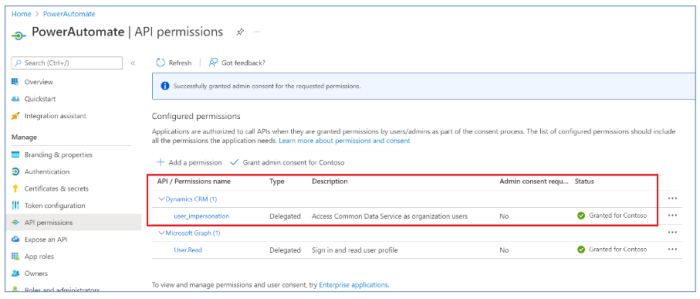 Home > PowerAutomate
PowerAutomate | API permissions
Search (Ctrl+/)
«
Refresh
Got feedback?
Overview
Quickstart
Integration assistant
Manage
Branding & properties
Authentication
Certificates & secrets
Token configuration
API permissions
Expose an API
App roles
Owners
Roles and administrators
Successfully granted admin consent for the requested permissions.
Configured permissions
Applications are authorized to call APIs when they are granted permissions by users/admins as part of the consent process. The list of configured permissions should include
all the permissions the application needs. Learn more about permissions and consent
Add a permission
Grant admin consent for Contoso
API / Permissions name Type Description Admin consent requ... Status
Dynamics CRM (1)
user_impersonation Delegated Access Common Data Service as organization users No Granted for Contoso
Microsoft Graph (1)
User.Read Delegated Sign in and read user profile No Granted for Contoso
To view and manage permissions and user consent, try Enterprise applications.